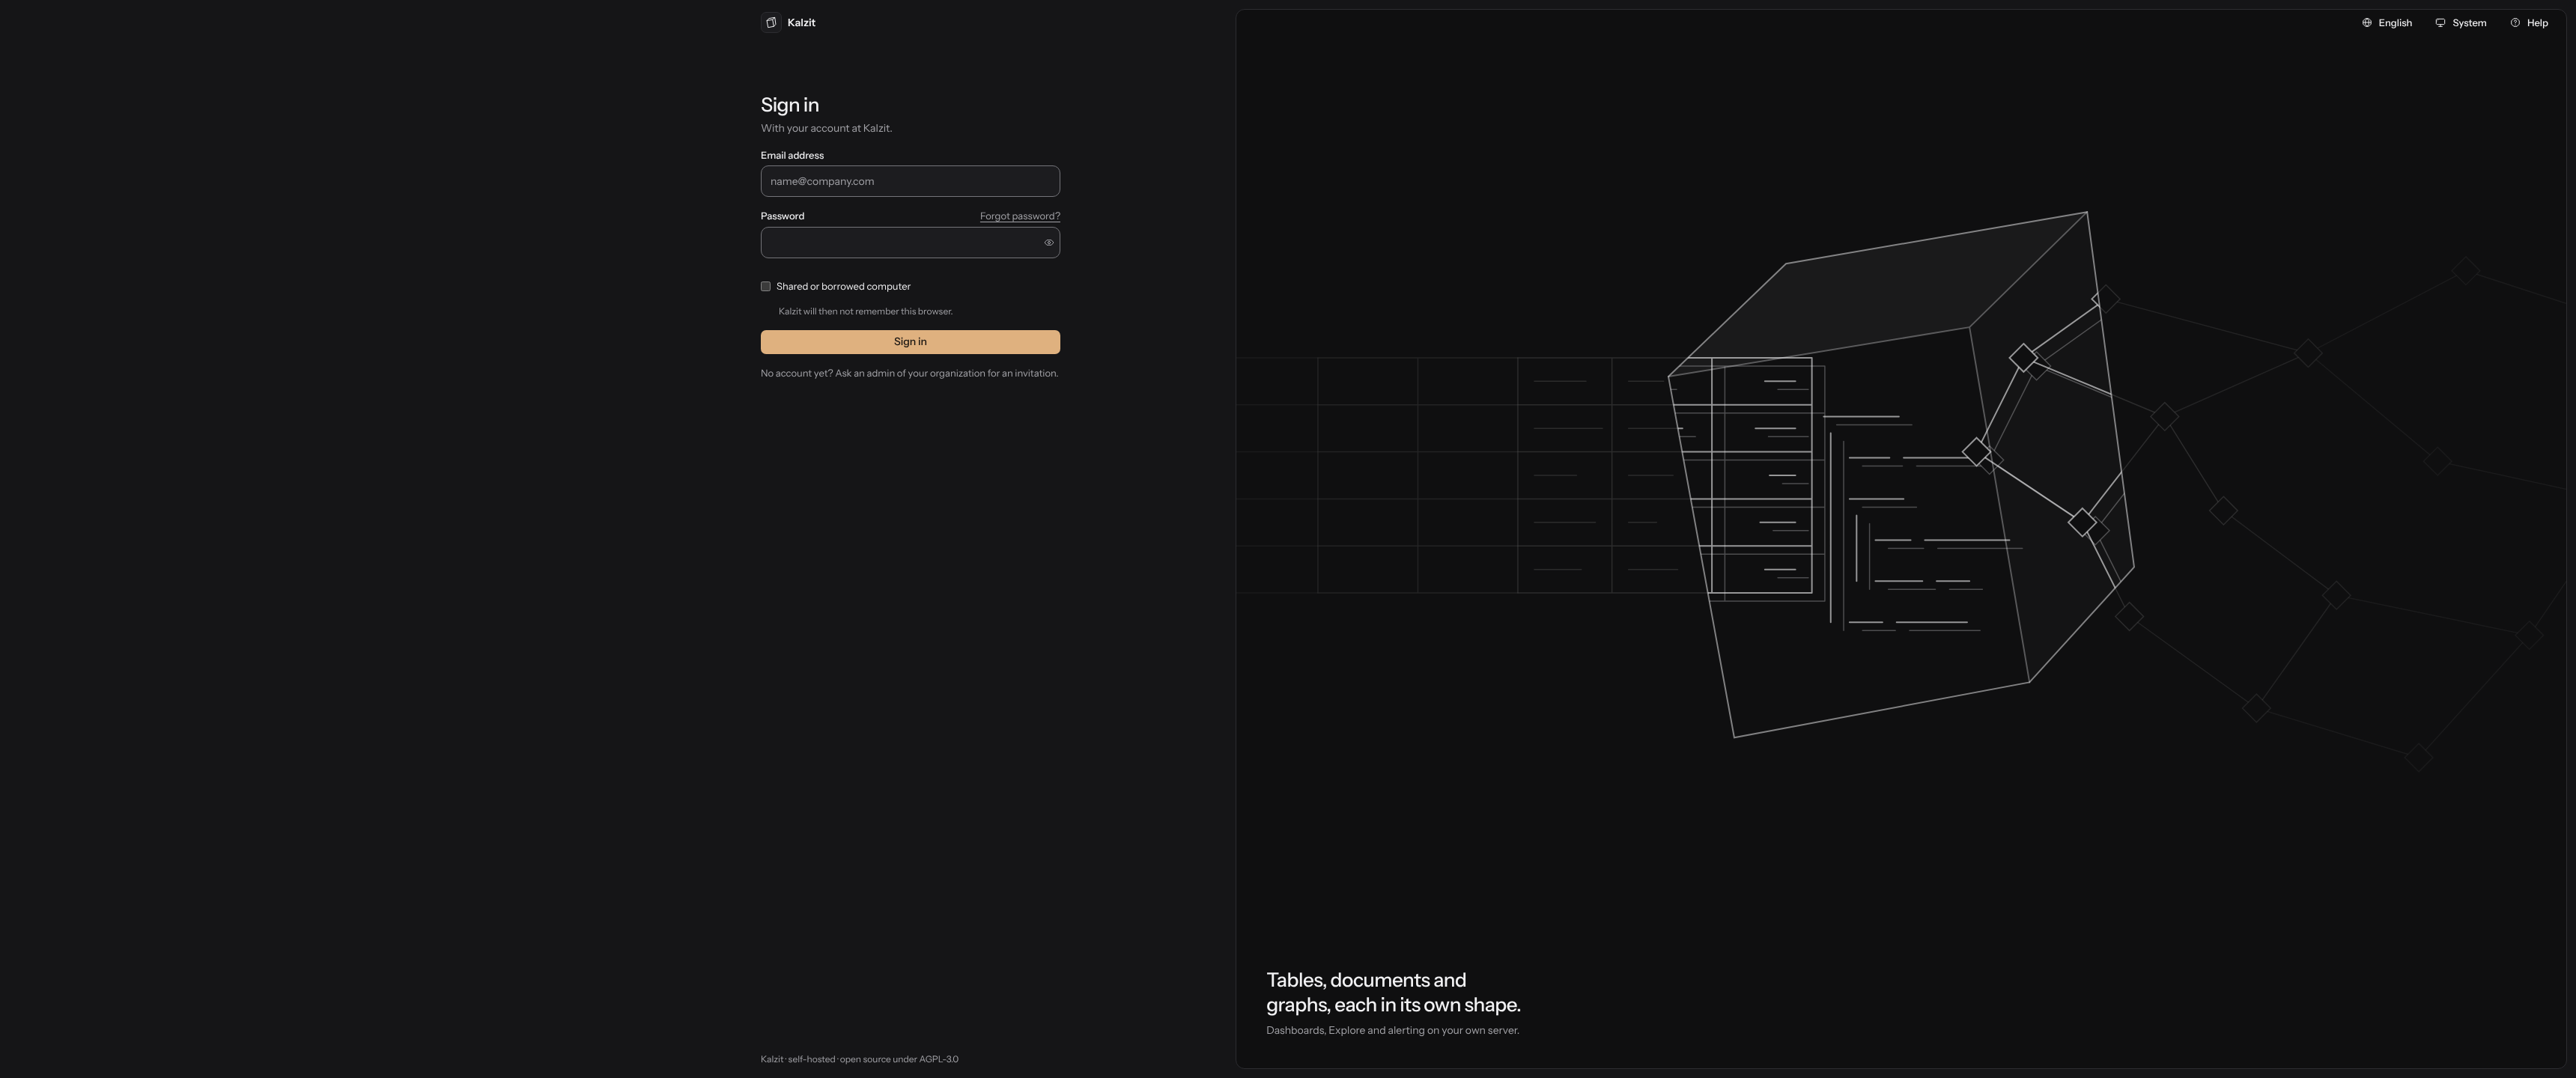 Kalzit
English
System
Help
Sign in
With your account at Kalzit.
Email address
name@company.com
Password
Forgot password?
Shared or borrowed computer
Kalzit will then not remember this browser.
Sign in
No account yet? Ask an admin of your organization for an invitation.
Tables, documents and
graphs, each in its own shape.
Dashboards, Explore and alerting on your own server.
Kalzit · self-hosted · open source under AGPL-3.0